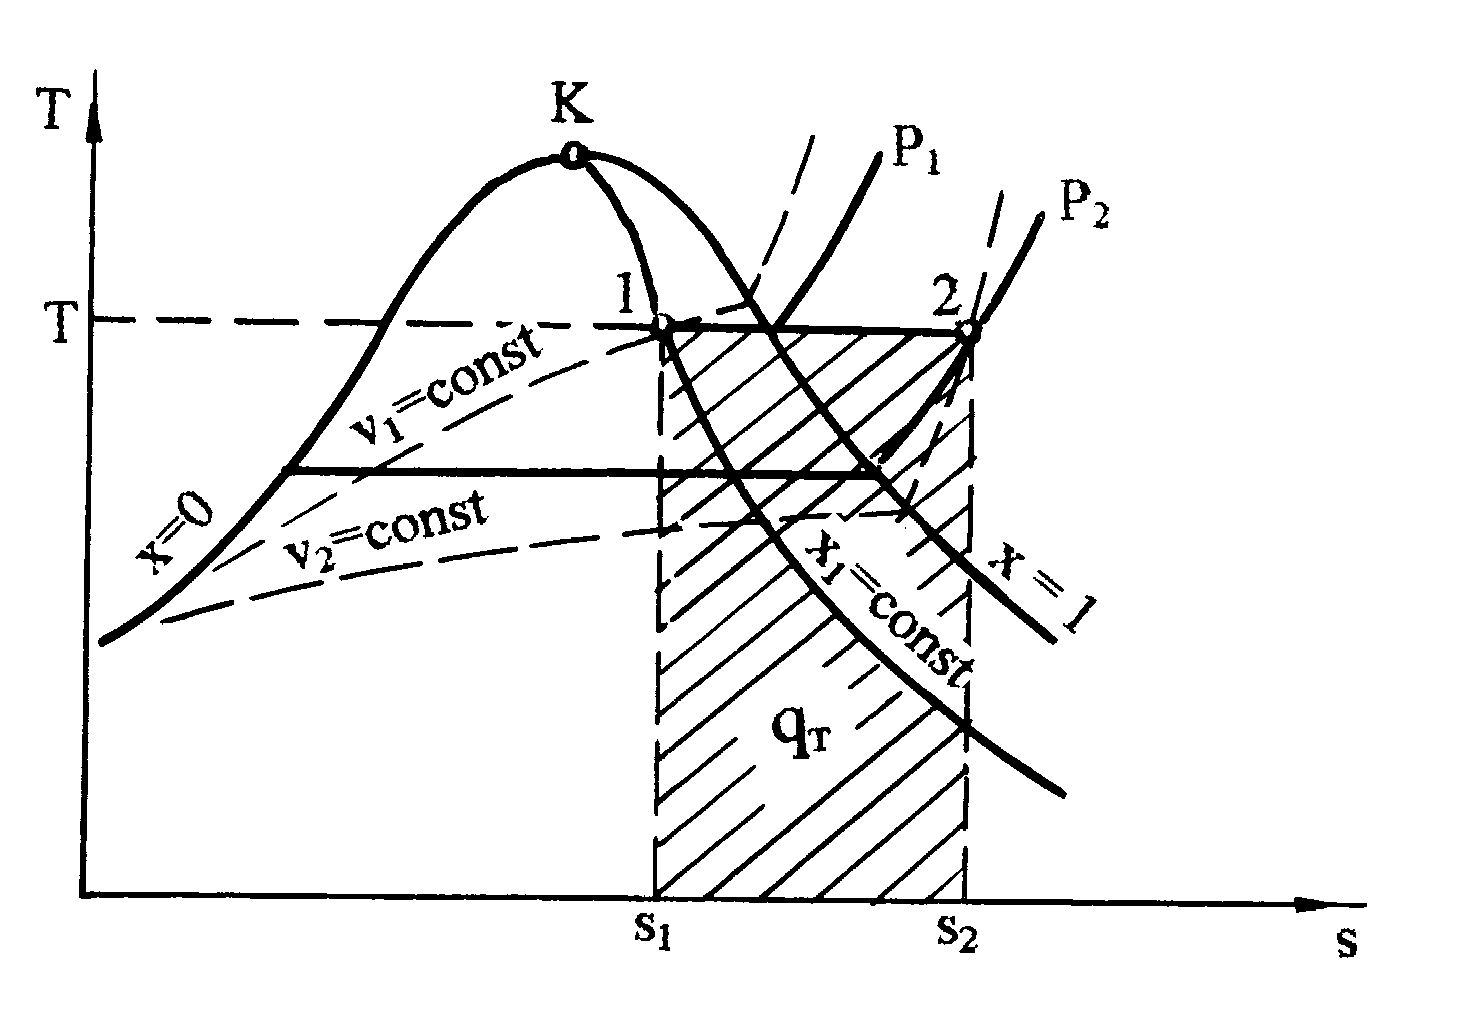 K
T
P₁
P₂
1
2
T
v₁=const
x=0
v₂=const
x₁=const
x=1
qT
s₁
s₂
s